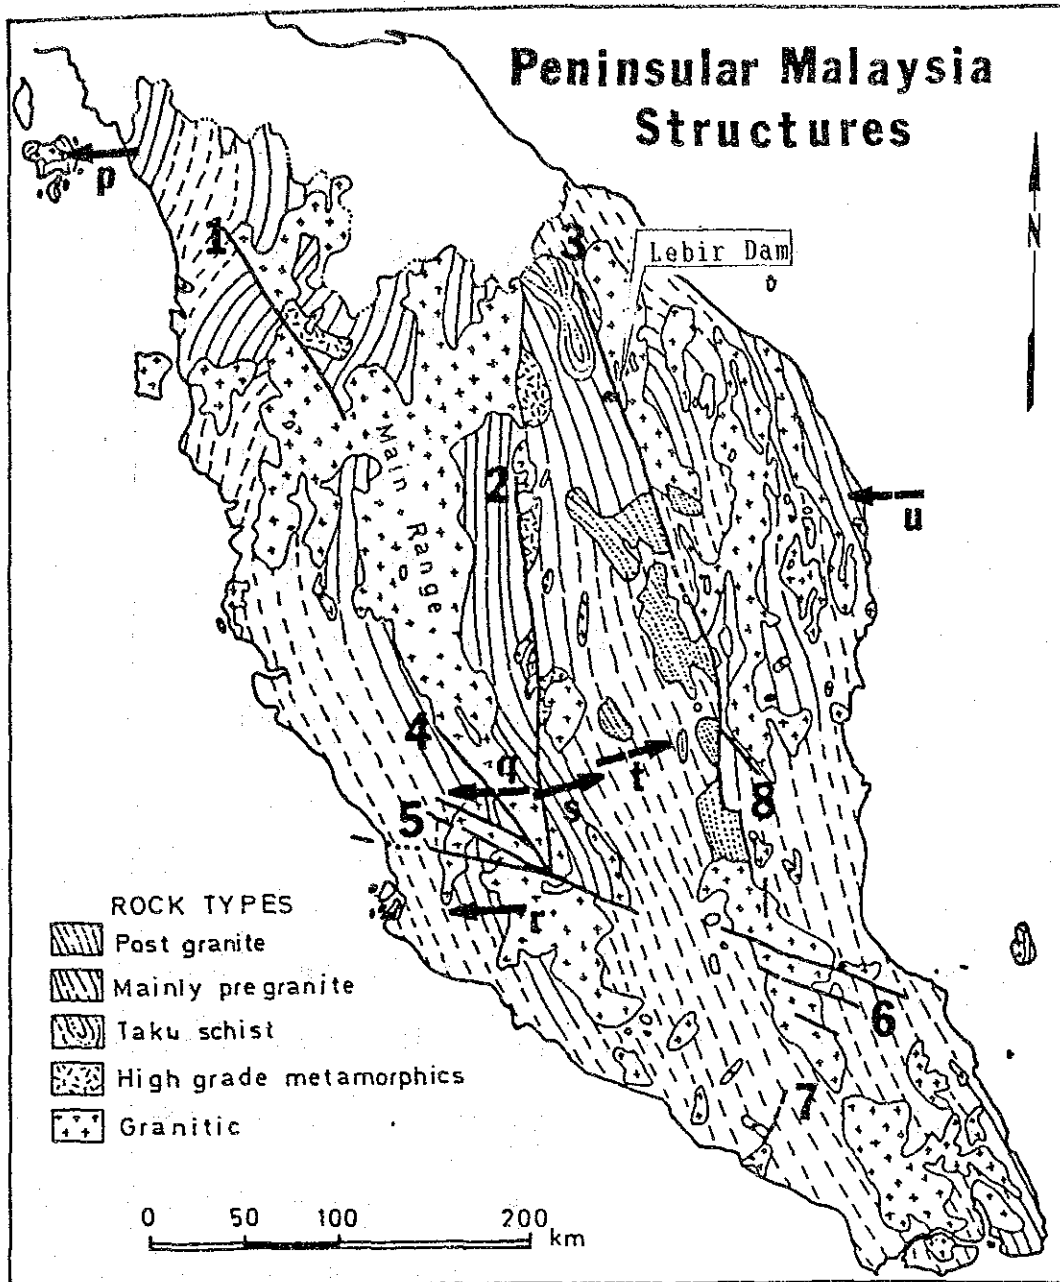 Peninsular Malaysia
Structures
p
N
1
3
Lebir Dam
Main Range
2
u
4
q
t
s
5
8
r
6
7
ROCK TYPES
Post granite
Mainly pregranite
Taku schist
High grade metamorphics
Granitic
0 50 100 200 km